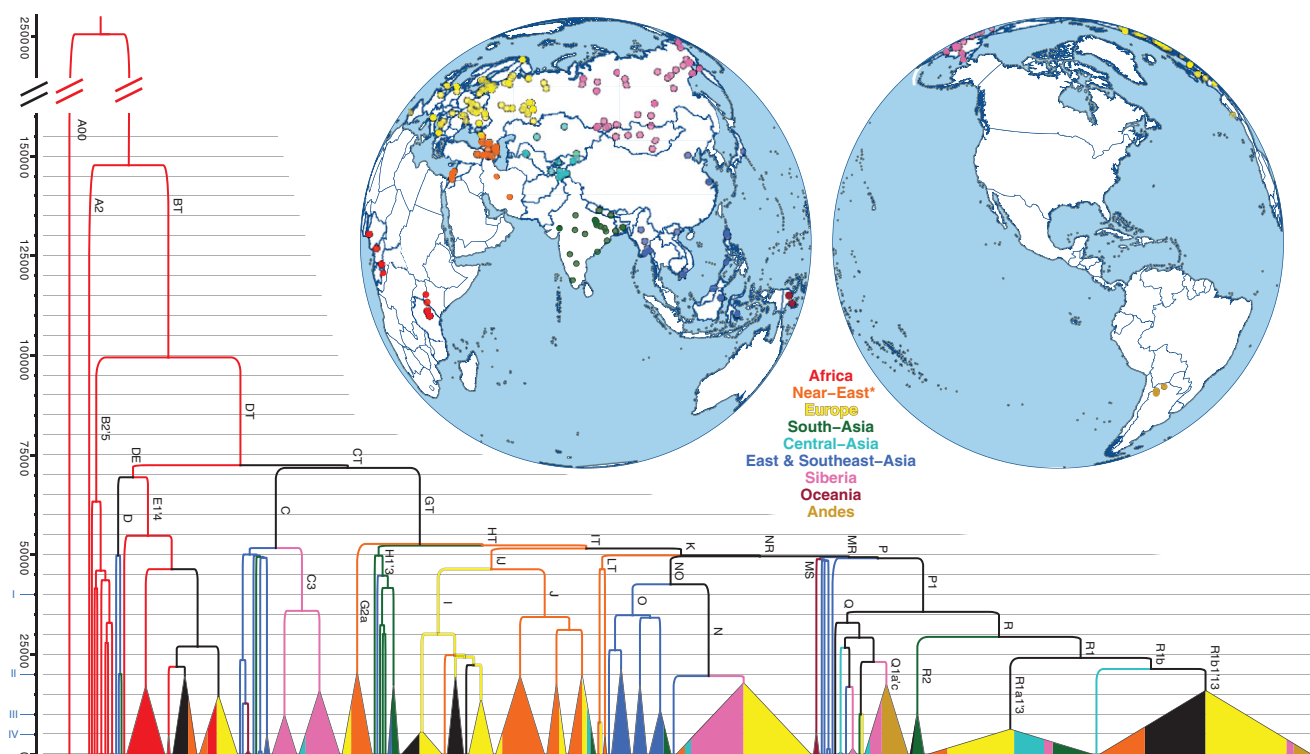 250000
150000
125000
100000
75000
50000
25000
0
I
II
III
IV
A00
A2
BT
B2'5
DT
DE
CT
D
E1'4
C
GT
C3
HT
IT
K
NR
MR
P
G2a
H1'3
IJ
I
J
LT
NO
O
N
MS
P1
Q
R
Q1a'c
R2
R1
R1a1'3
R1b
R1b1'13
Africa
Near–East*
Europe
South–Asia
Central–Asia
East & Southeast–Asia
Siberia
Oceania
Andes